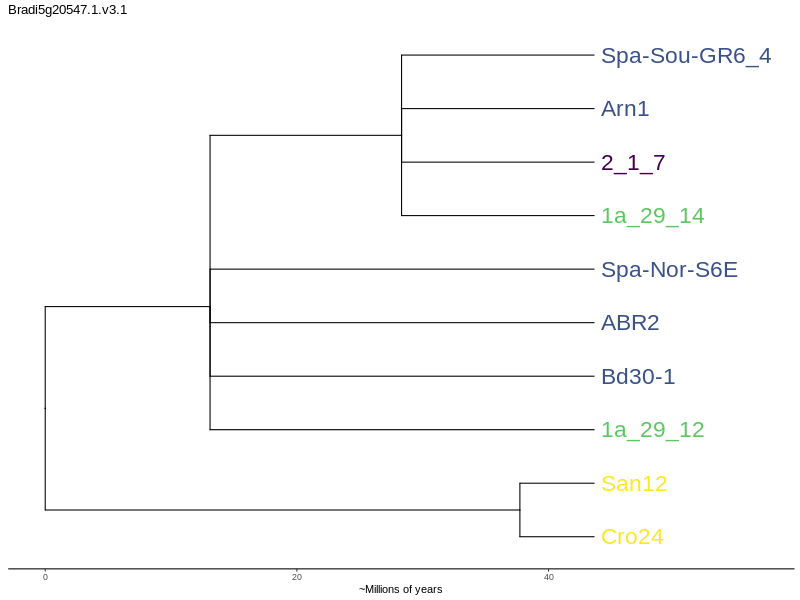 Bradi5g20547.1.v3.1
Spa-Sou-GR6_4
Arn1
2_1_7
1a_29_14
Spa-Nor-S6E
ABR2
Bd30-1
1a_29_12
San12
Cro24
0 20 40
~Millions of years